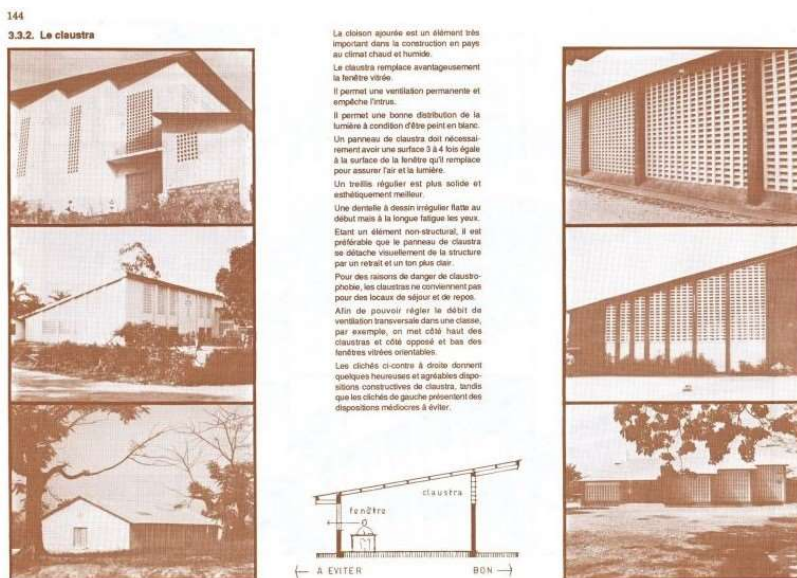 144
3.3.2. Le claustra
La cloison ajourée est un élément très
important dans la construction en pays
au climat chaud et humide.
Le claustra remplace avantageusement
la fenêtre vitrée.
Il permet une ventilation permanente et
empêche l'intrus.
Il permet une bonne distribution de la
lumière à condition d'être peint en blanc.
Un panneau de claustra doit nécessai-
rement avoir une surface 3 à 4 fois égale
à la surface de la fenêtre qu'il remplace
pour assurer l'air et la lumière.
Un treillis régulier est plus solide et
esthétiquement meilleur.
Une dentelle à dessin irrégulier flatte au
début mais à la longue fatigue les yeux.
Etant un élément non-structural, il est
préférable que le panneau de claustra
se détache visuellement de la structure
par un retrait et un ton plus clair.
Pour des raisons de danger de claustro-
phobie, les claustras ne conviennent pas
pour des locaux de séjour et de repos.
Afin de pouvoir régler le débit de
ventilation transversale dans une classe,
par exemple, on met côté haut des
claustras et côté opposé et bas des
fenêtres vitrées orientables.
Les clichés ci-contre à droite donnent
quelques heureuses et agréables dispo-
sitions constructives de claustra, tandis
que les clichés de gauche présentent des
dispositions médiocres à éviter.
claustra
fenêtre
A EVITER
BON